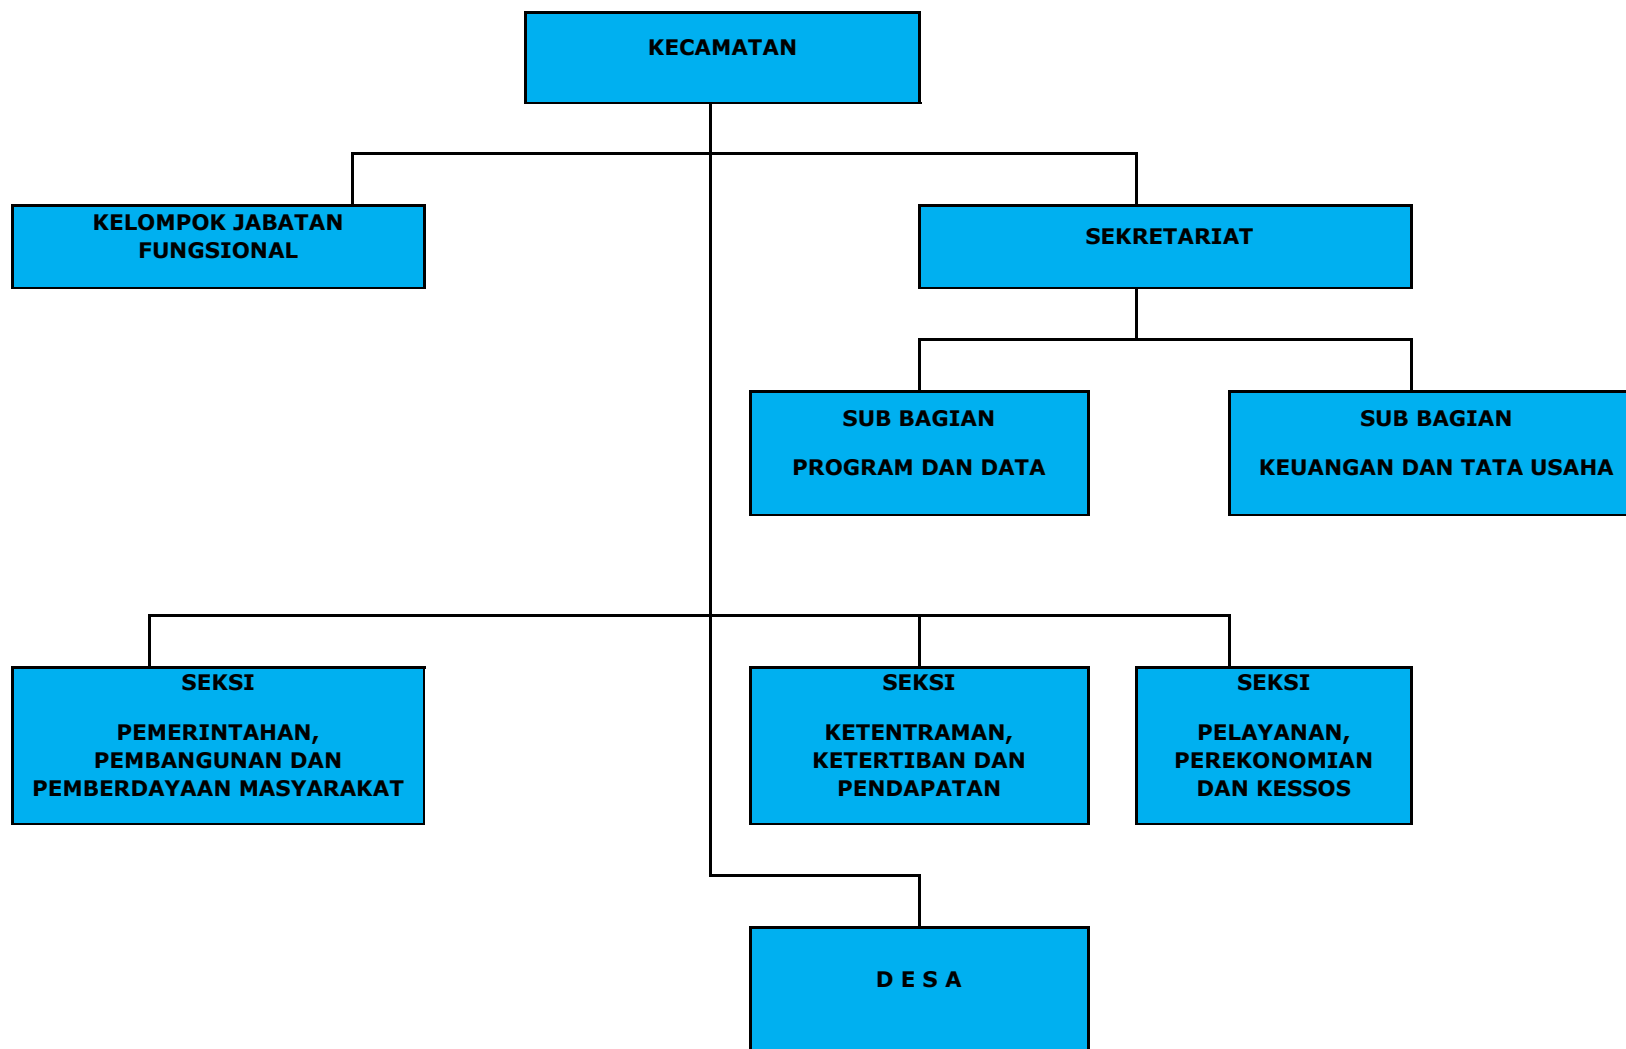 KECAMATAN
KELOMPOK JABATAN
FUNGSIONAL
SEKRETARIAT
SUB BAGIAN
PROGRAM DAN DATA
SUB BAGIAN
KEUANGAN DAN TATA USAHA
SEKSI
PEMERINTAHAN,
PEMBANGUNAN DAN
PEMBERDAYAAN MASYARAKAT
SEKSI
KETENTRAMAN,
KETERTIBAN DAN
PENDAPATAN
SEKSI
PELAYANAN,
PEREKONOMIAN
DAN KESSOS
D E S A